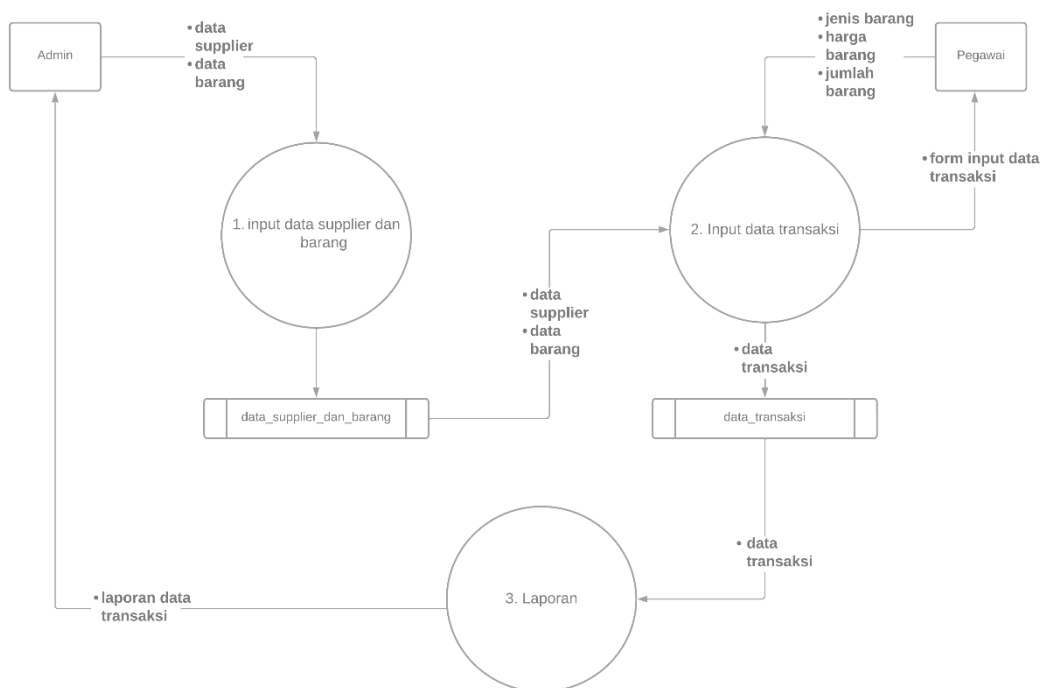 Admin
• data
supplier
• data
barang
• jenis barang
• harga
barang
• jumlah
barang
Pegawai
• form input data
transaksi
1. input data supplier dan
barang
2. Input data transaksi
• data
supplier
• data
barang
• data
transaksi
data_supplier_dan_barang
data_transaksi
• data
transaksi
3. Laporan
• laporan data
transaksi